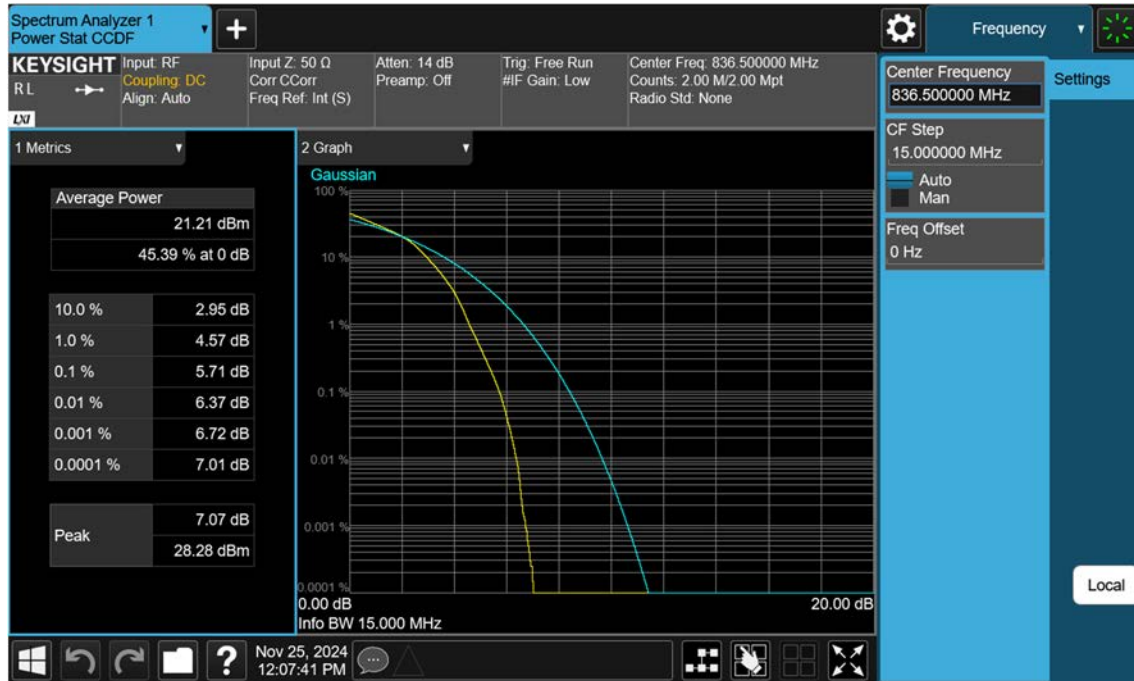 Spectrum Analyzer 1
Power Stat CCDF
Frequency
KEYSIGHT
RL
LXI
Input: RF
Coupling: DC
Align: Auto
Input Z: 50 Ω
Corr CCorr
Freq Ref: Int (S)
Atten: 14 dB
Preamp: Off
Trig: Free Run
#IF Gain: Low
Center Freq: 836.500000 MHz
Counts: 2.00 M/2.00 Mpt
Radio Std: None
Center Frequency
836.500000 MHz
Settings
CF Step
15.000000 MHz
Auto
Man
Freq Offset
0 Hz
Local
1 Metrics
Average Power
21.21 dBm
45.39 % at 0 dB
10.0 % 2.95 dB
1.0 % 4.57 dB
0.1 % 5.71 dB
0.01 % 6.37 dB
0.001 % 6.72 dB
0.0001 % 7.01 dB
Peak
7.07 dB
28.28 dBm
2 Graph
Gaussian
100 %
10 %
1 %
0.1 %
0.01 %
0.001 %
0.0001 %
0.00 dB 20.00 dB
Info BW 15.000 MHz
?
Nov 25, 2024
12:07:41 PM